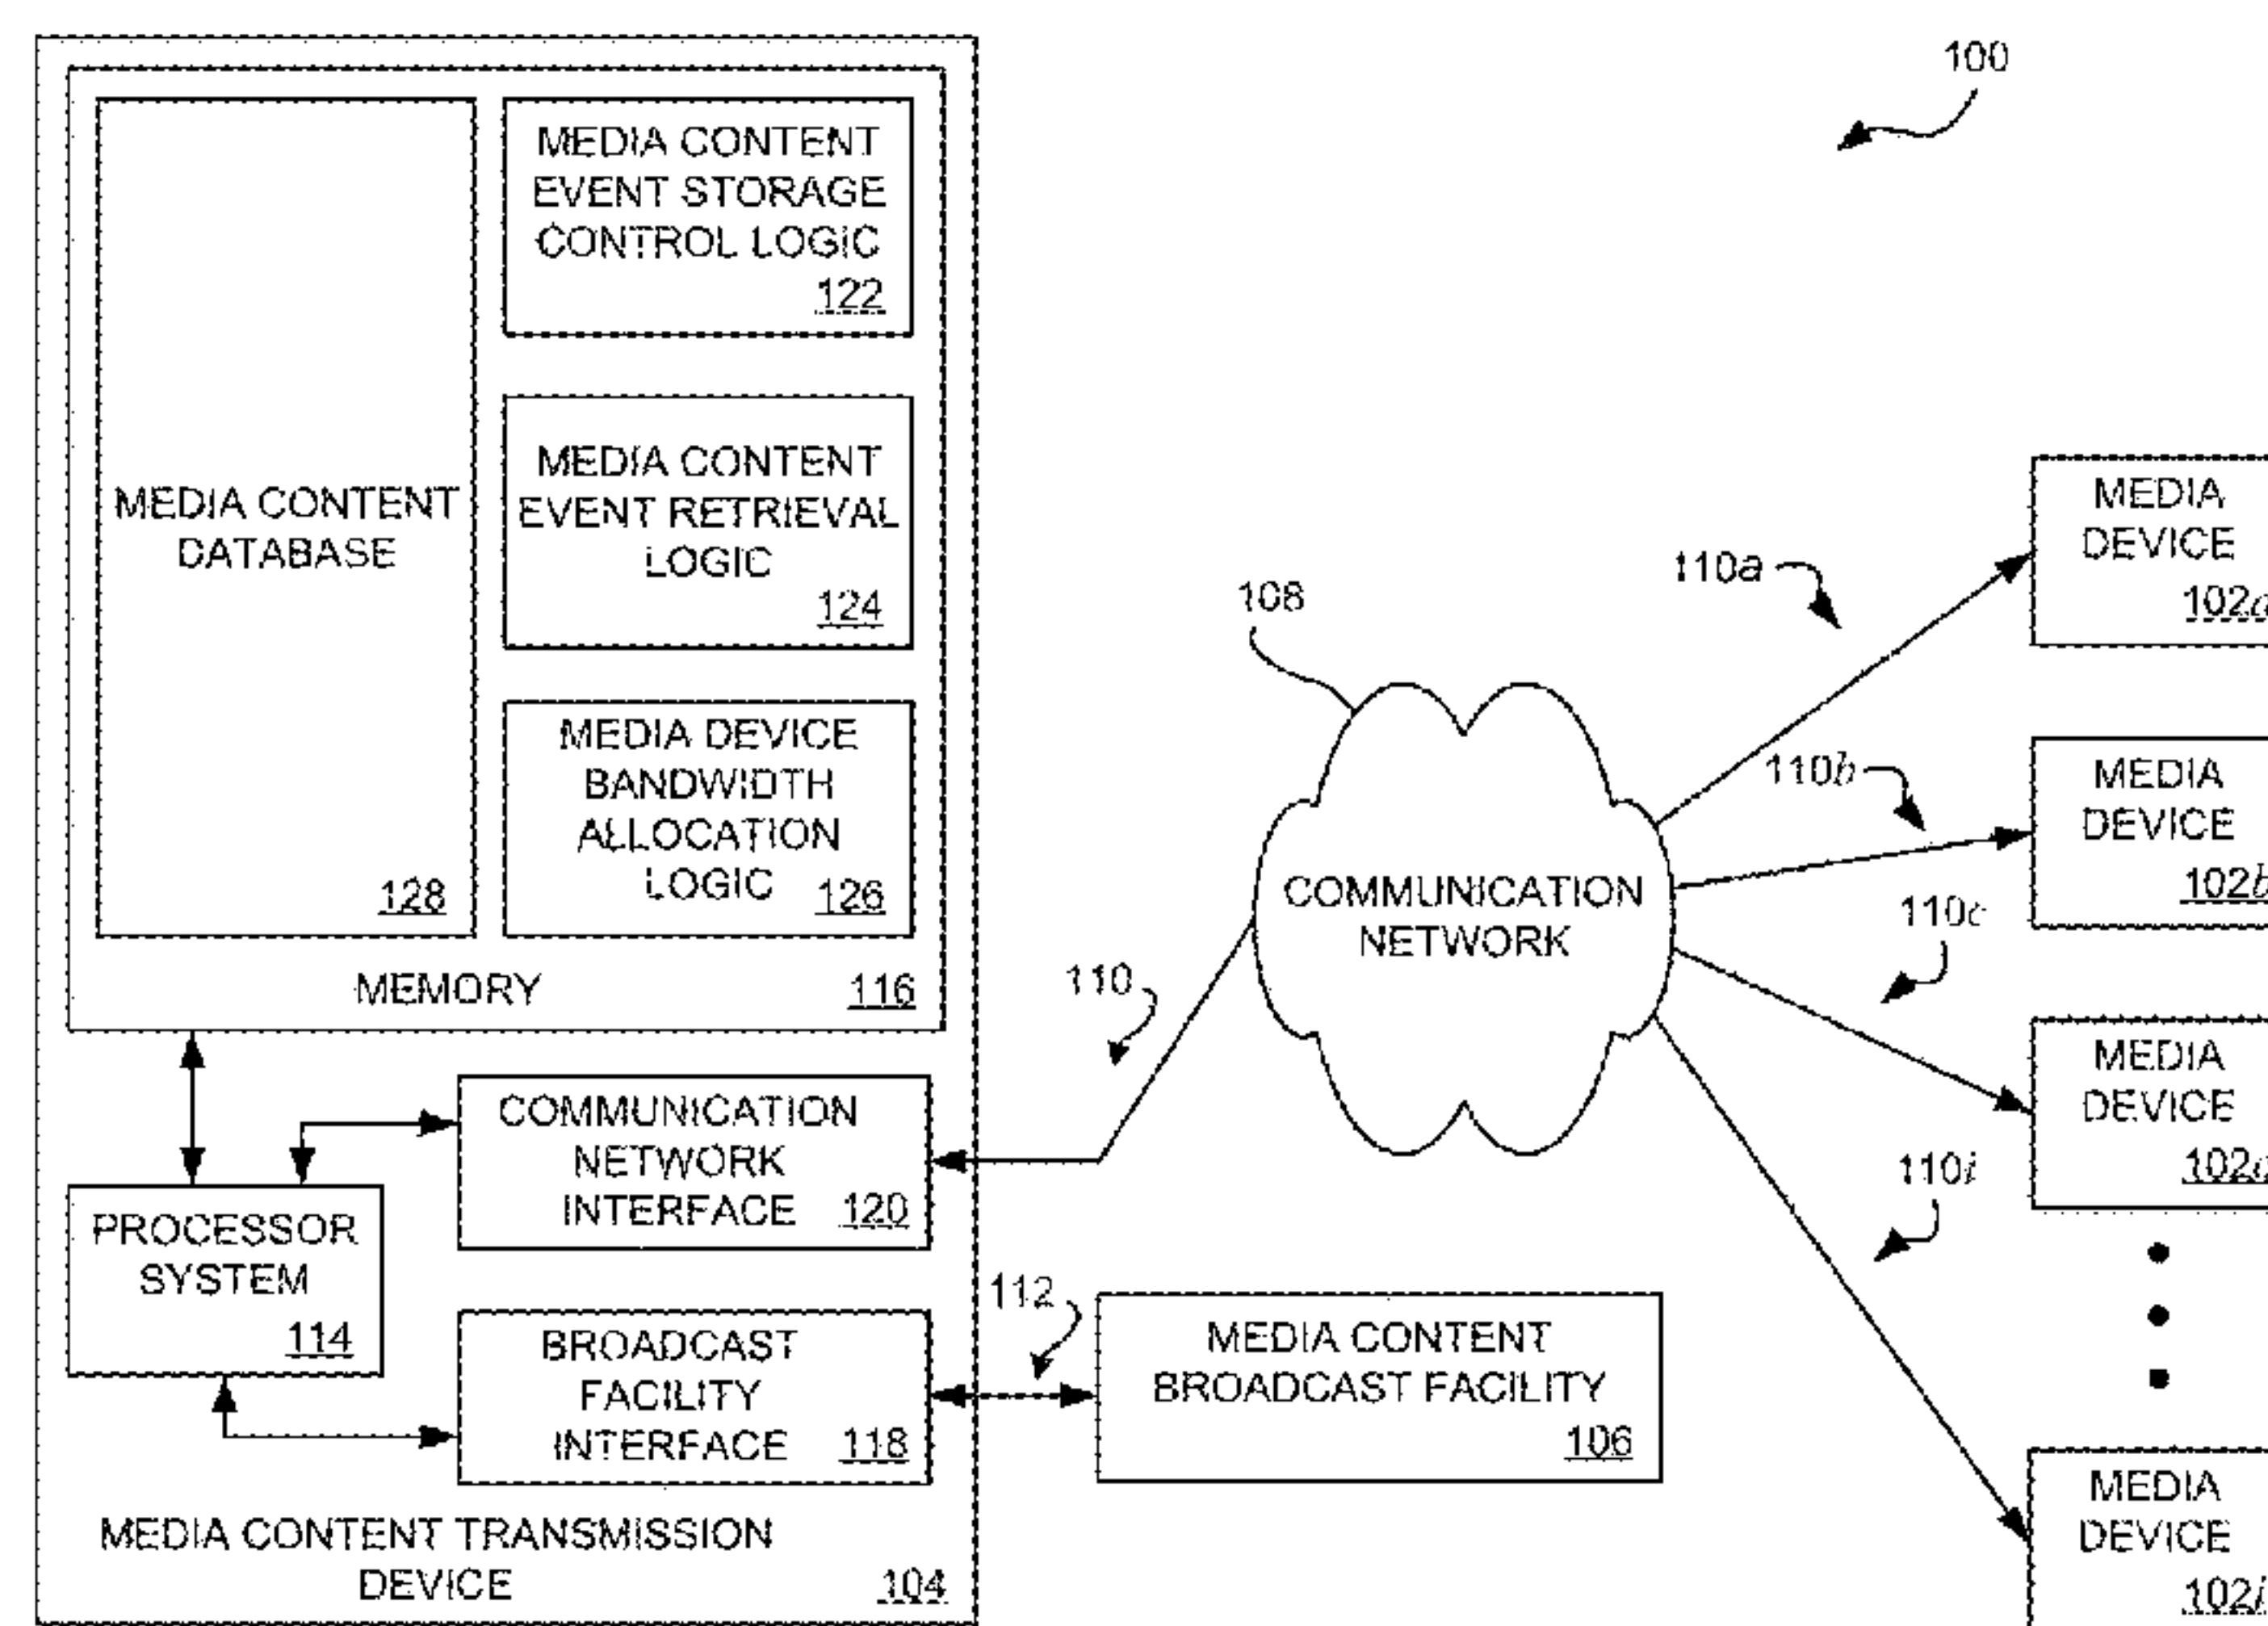 100
MEDIA CONTENT
EVENT STORAGE
CONTROL LOGIC
122
MEDIA CONTENT
DATABASE
128
MEDIA CONTENT
EVENT RETRIEVAL
LOGIC
124
MEDIA DEVICE
BANDWIDTH
ALLOCATION
LOGIC 126
MEMORY 116
COMMUNICATION
NETWORK
INTERFACE 120
PROCESSOR
SYSTEM
114
BROADCAST
FACILITY
INTERFACE 118
MEDIA CONTENT TRANSMISSION
DEVICE 104
108
COMMUNICATION
NETWORK
110
112
MEDIA CONTENT
BROADCAST FACILITY
106
110a
110b
110c
110i
MEDIA
DEVICE
102a
MEDIA
DEVICE
102b
MEDIA
DEVICE
MEDIA
DEVICE
102i